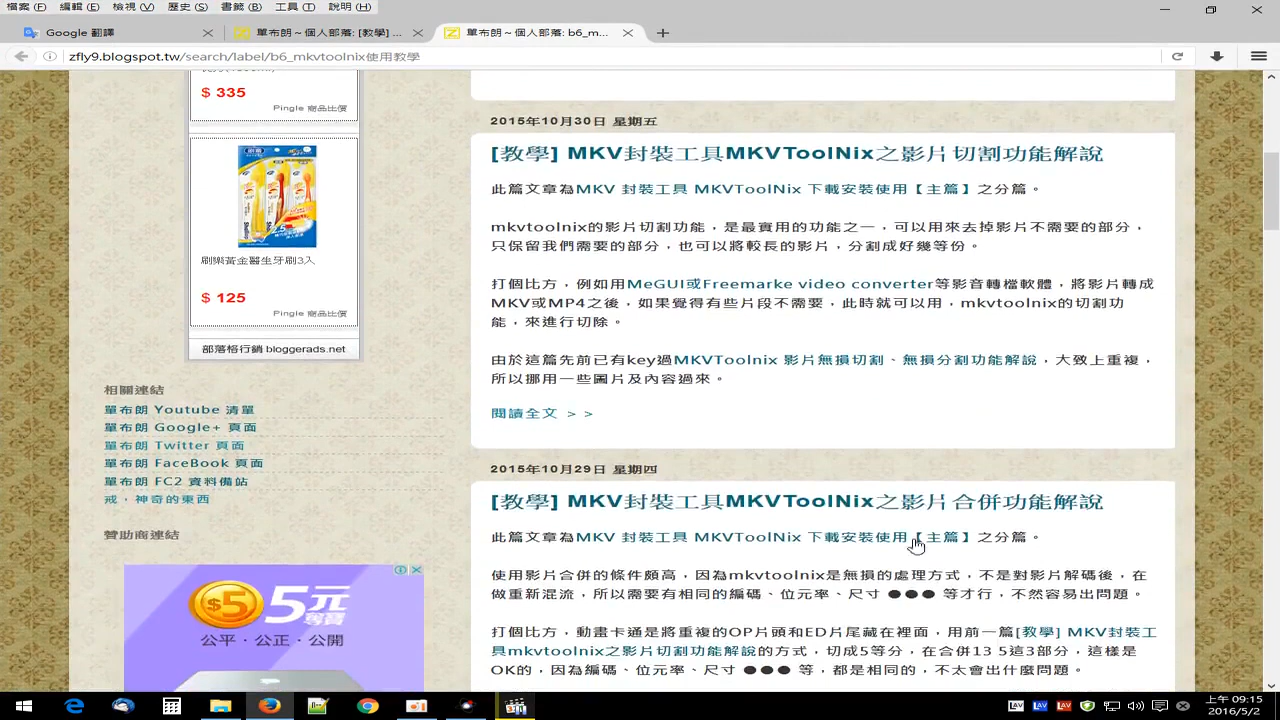 檔案 (F) 編輯 (E) 檢視 (V) 歷史 (S) 書籤 (B) 工具 (T) 說明 (H)
Google 翻譯
單布朗～個人部落: [教學] ...
單布朗～個人部落: b6_m...
zfly9.blogspot.tw/search/label/b6_mkvtoolnix使用教學
$ 335
Pingle 商品比價
刷樂黃金醫生牙刷3入
$ 125
Pingle 商品比價
部落格行銷 bloggerads.net
相關連結
單布朗 Youtube 清單
單布朗 Google+ 頁面
單布朗 Twitter 頁面
單布朗 FaceBook 頁面
單布朗 FC2 資料備站
戒，神奇的東西
贊助商連結
$5 5元
公平 · 公正 · 公開
2015年10月30日 星期五
[教學] MKV封裝工具MKVToolNix之影片切割功能解說
此篇文章為MKV 封裝工具 MKVToolNix 下載安裝使用【主篇】之分篇。
mkvtoolnix的影片切割功能，是最實用的功能之一，可以用來去掉影片不需要的部分，
只保留我們需要的部分，也可以將較長的影片，分割成好幾等份。
打個比方，例如用MeGUI或Freemarke video converter等影音轉檔軟體，將影片轉成
MKV或MP4之後，如果覺得有些片段不需要，此時就可以用，mkvtoolnix的切割功
能，來進行切除。
由於這篇先前已有key過MKVToolnix 影片無損切割、無損分割功能解說，大致上重複，
所以挪用一些圖片及內容過來。
閱讀全文 > >
2015年10月29日 星期四
[教學] MKV封裝工具MKVToolNix之影片合併功能解說
此篇文章為MKV 封裝工具 MKVToolNix 下載安裝使用【主篇】之分篇。
使用影片合併的條件頗高，因為mkvtoolnix是無損的處理方式，不是對影片解碼後，在
做重新混流，所以需要有相同的編碼、位元率、尺寸 ●●● 等才行，不然容易出問題。
打個比方，動畫卡通是將重複的OP片頭和ED片尾藏在裡面，用前一篇[教學] MKV封裝工
具mkvtoolnix之影片切割功能解說的方式，切成5等分，在合併13 5這3部分，這樣是
OK的，因為編碼、位元率、尺寸 ●●● 等，都是相同的，不太會出什麼問題。
上午 09:15
2016/5/2